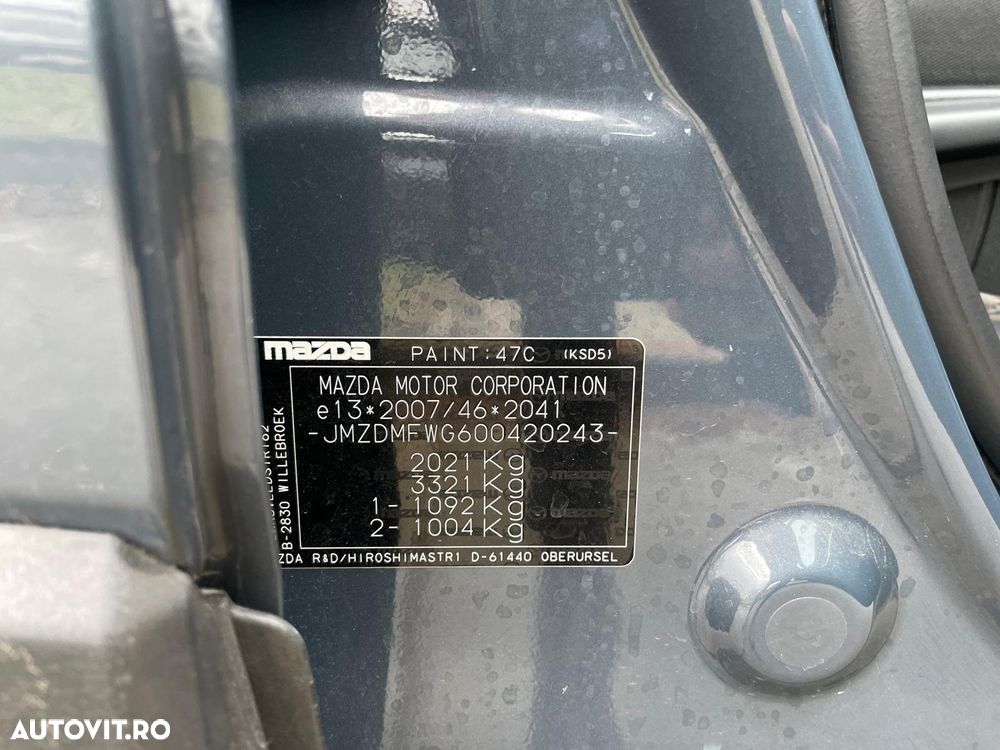 mazda PAINT:47C (KSD5)
MAZDA MOTOR CORPORATION
e13*2007/46*2041
-JMZDMFWG600420243-
2021 Kg
3321 Kg
1- 1092 Kg
2- 1004 Kg
B-2830 WILLEBROEK
R&D/HIROSHIMASTR1 D-61440 OBERURSEL
AUTOVIT.RO